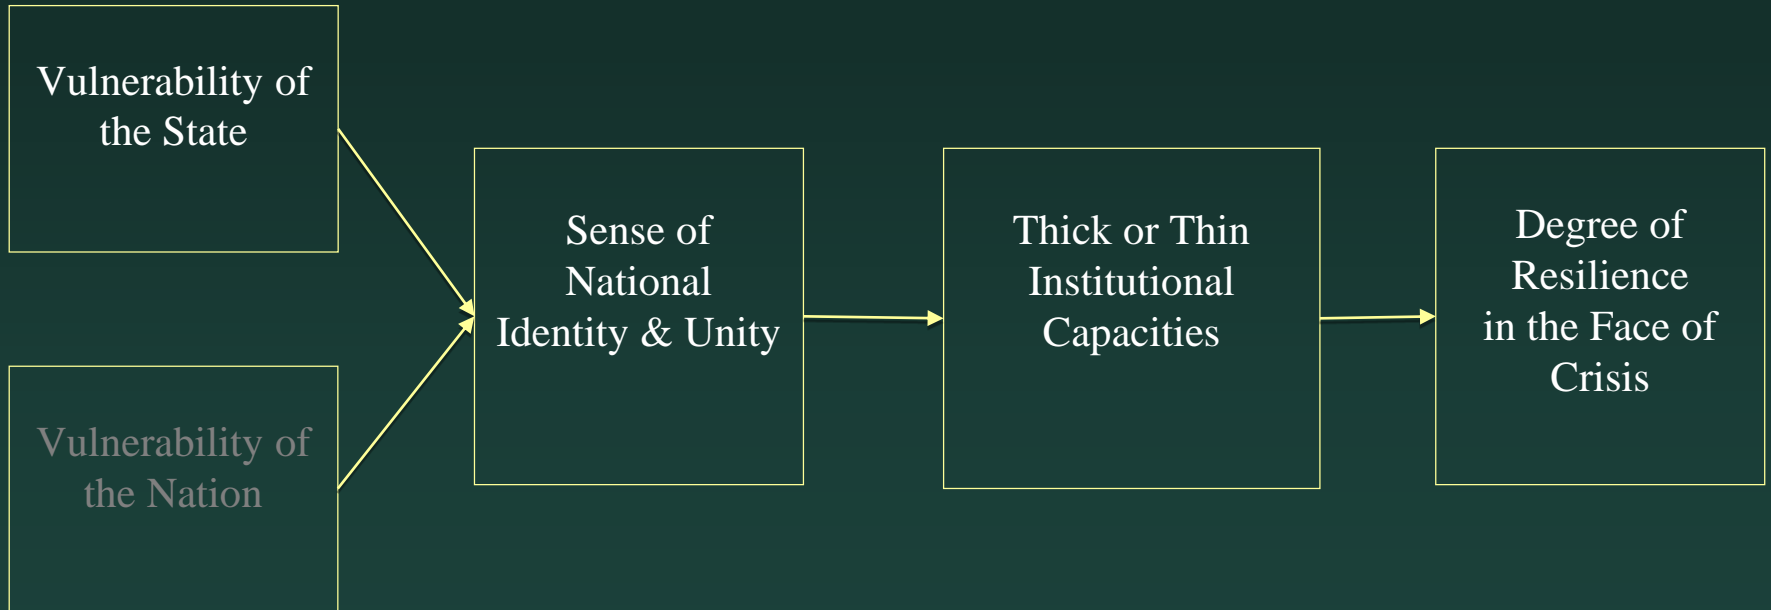 Vulnerability of
the State
Vulnerability of
the Nation
Sense of
National
Identity & Unity
Thick or Thin
Institutional
Capacities
Degree of
Resilience
in the Face of
Crisis